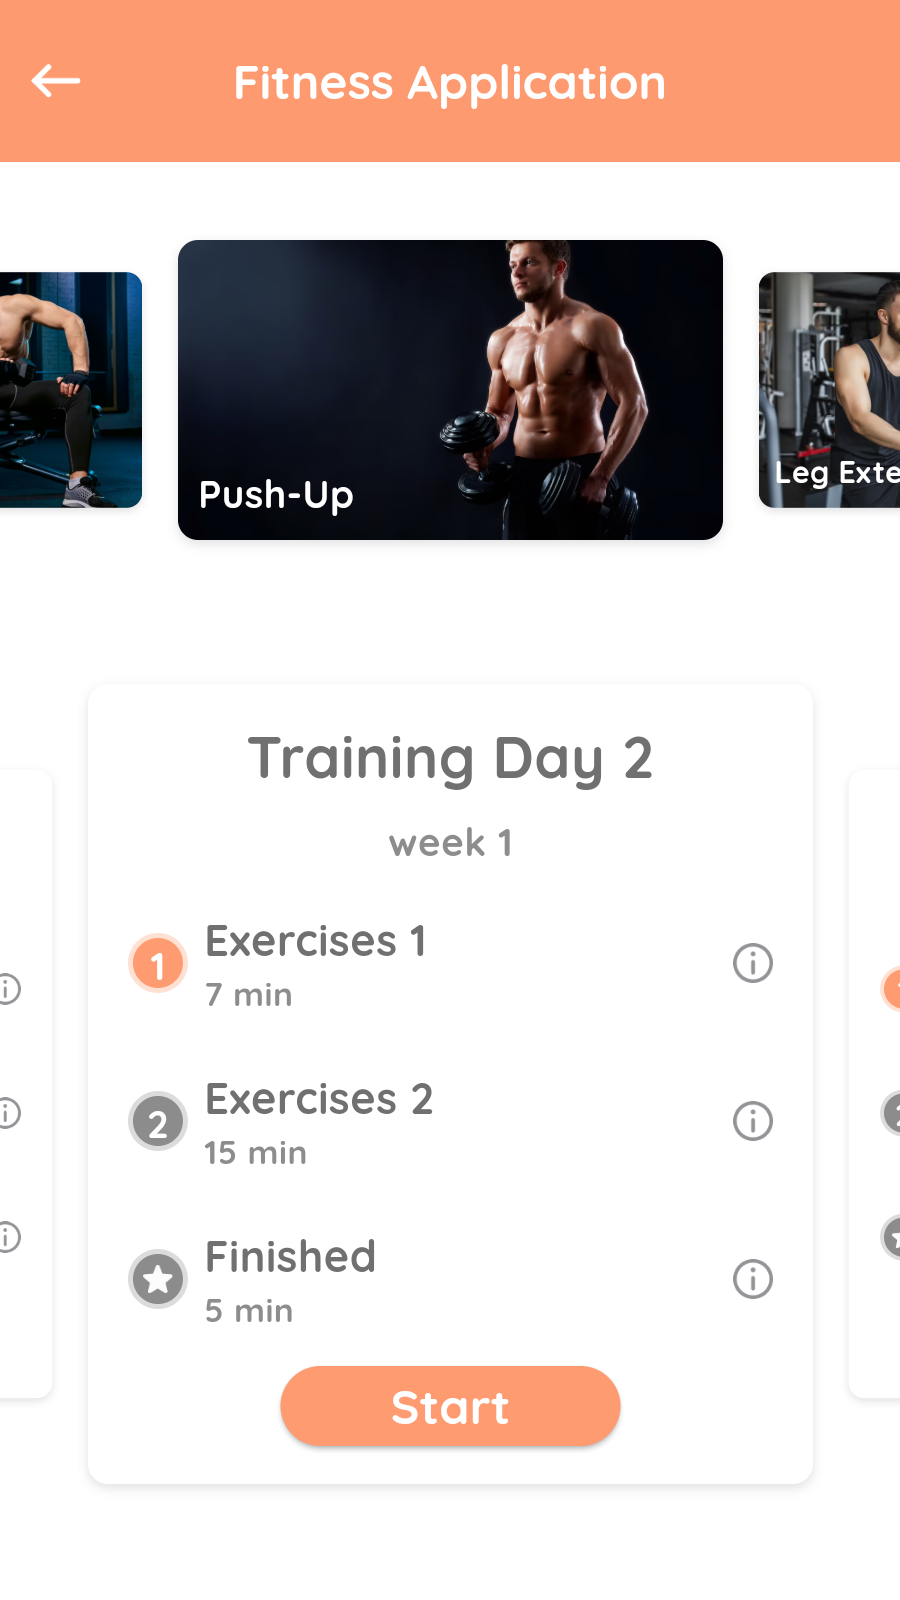 Fitness Application
Push-Up
Leg Exte
Training Day 2
week 1
1 Exercises 1
7 min
2 Exercises 2
15 min
Finished
5 min
Start